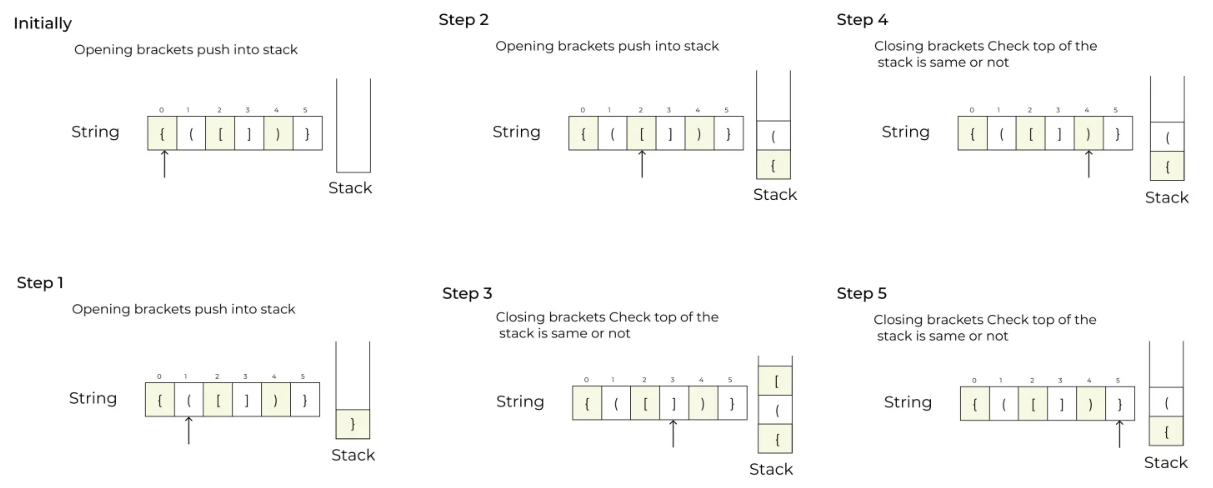 Initially
Opening brackets push into stack
0 1 2 3 4 5
String { ( [ ] ) }
Stack
Step 1
Opening brackets push into stack
0 1 2 3 4 5
String { ( [ ] ) }
}
Stack
Step 2
Opening brackets push into stack
0 1 2 3 4 5
String { ( [ ] ) }
(
{
Stack
Step 3
Closing brackets Check top of the
stack is same or not
0 1 2 3 4 5
String { ( [ ] ) }
[
(
{
Stack
Step 4
Closing brackets Check top of the
stack is same or not
0 1 2 3 4 5
String { ( [ ] ) }
(
{
Stack
Step 5
Closing brackets Check top of the
stack is same or not
0 1 2 3 4 5
String { ( [ ] ) }
(
{
Stack